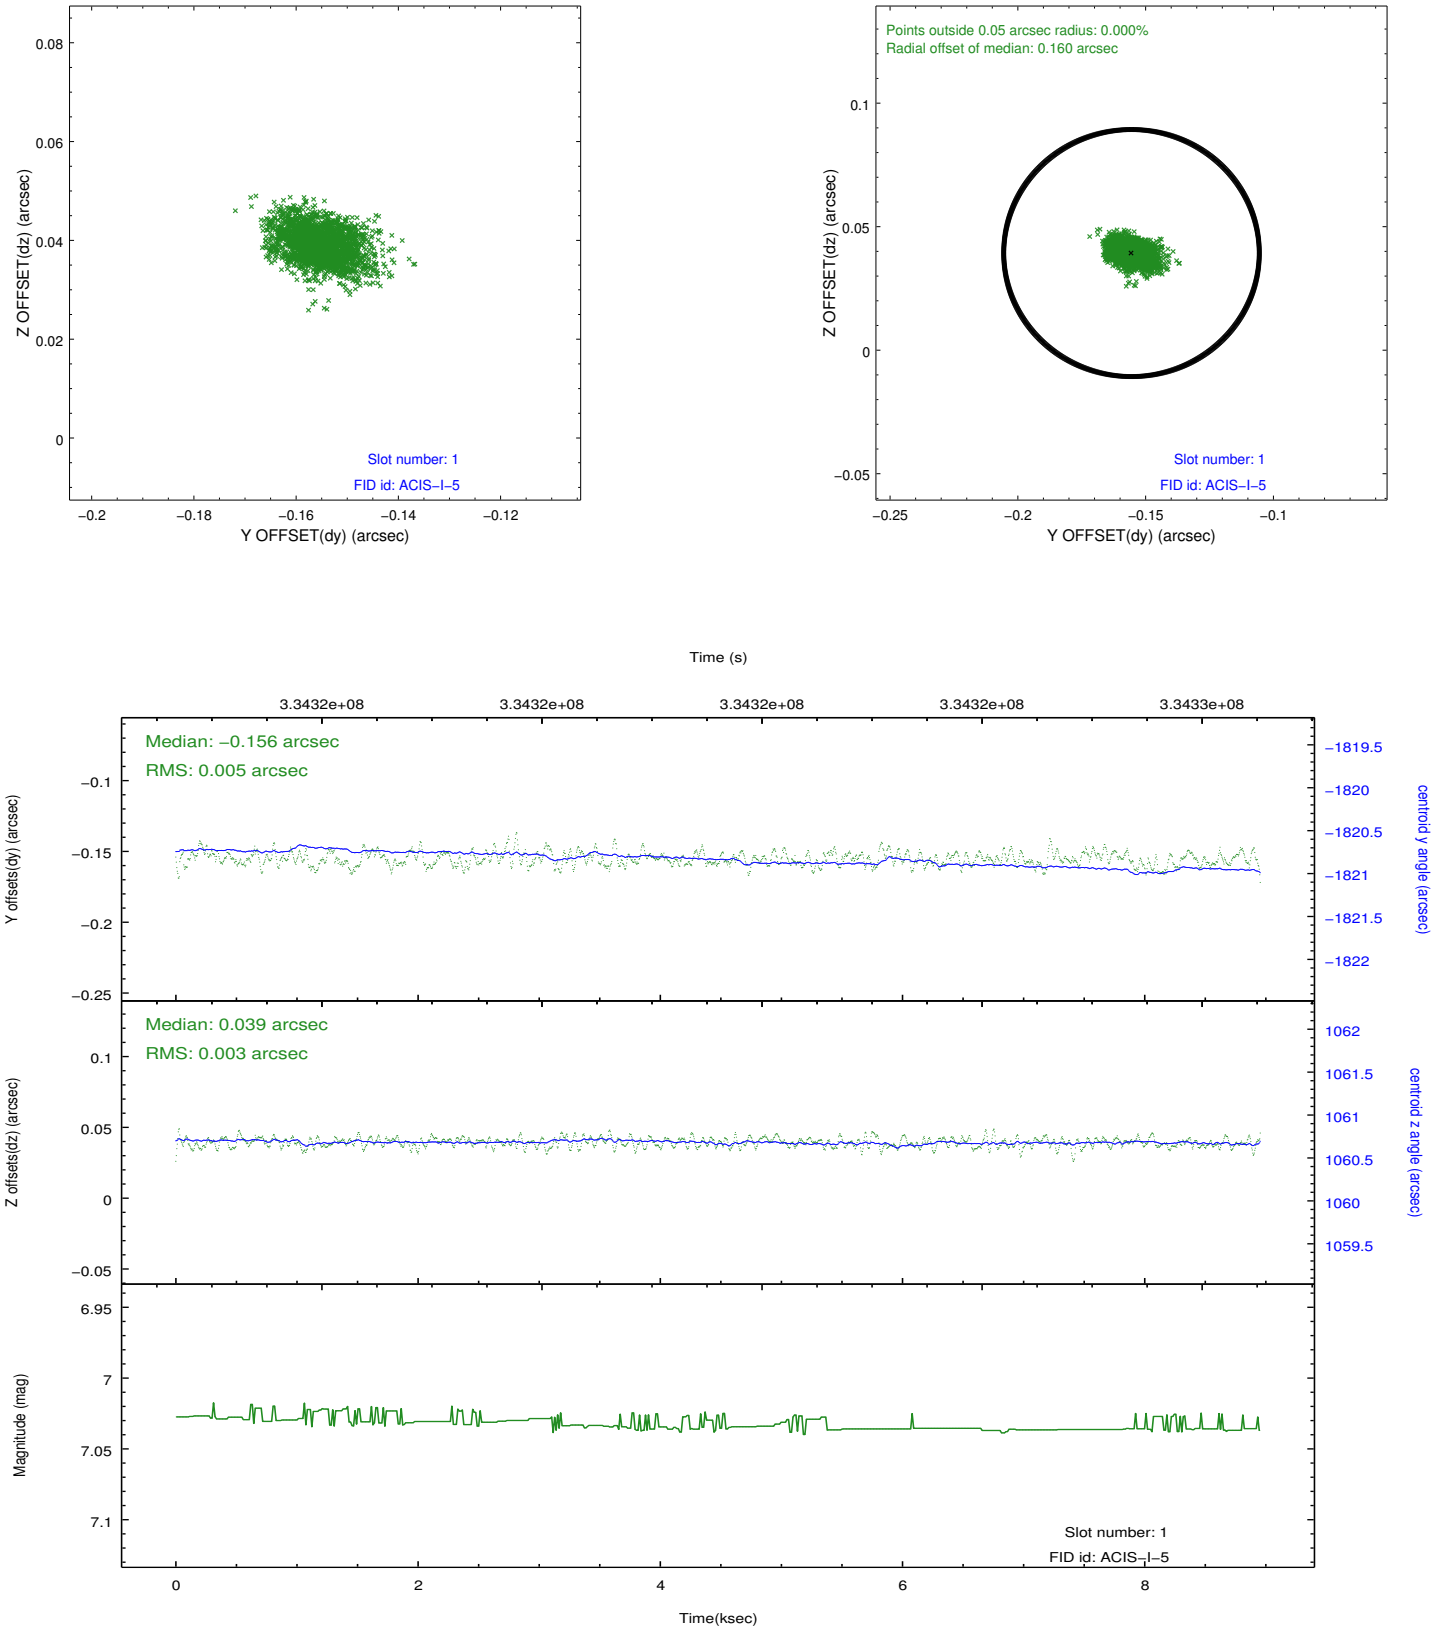 0.08
0.06
0.04
0.02
0
Z OFFSET(dz) (arcsec)
Slot number: 1
FID id: ACIS−I−5
−0.2 −0.18 −0.16 −0.14 −0.12
Y OFFSET(dy) (arcsec)
Points outside 0.05 arcsec radius: 0.000%
Radial offset of median: 0.160 arcsec
0.1
0.05
0
−0.05
Z OFFSET(dz) (arcsec)
Slot number: 1
FID id: ACIS−I−5
−0.25 −0.2 −0.15 −0.1
Y OFFSET(dy) (arcsec)
Time (s)
3.3432e+08 3.3432e+08 3.3432e+08 3.3432e+08 3.3433e+08
Median: −0.156 arcsec
RMS: 0.005 arcsec
−0.1
−0.15
−0.2
−0.25
Y offsets(dy) (arcsec)
−1819.5
−1820
−1820.5
−1821
−1821.5
−1822
centroid y angle (arcsec)
Median: 0.039 arcsec
RMS: 0.003 arcsec
0.1
0.05
0
−0.05
Z offsets(dz) (arcsec)
1062
1061.5
1061
1060.5
1060
1059.5
centroid z angle (arcsec)
6.95
7
7.05
7.1
Magnitude (mag)
Slot number: 1
FID id: ACIS−I−5
0 2 4 6 8
Time(ksec)